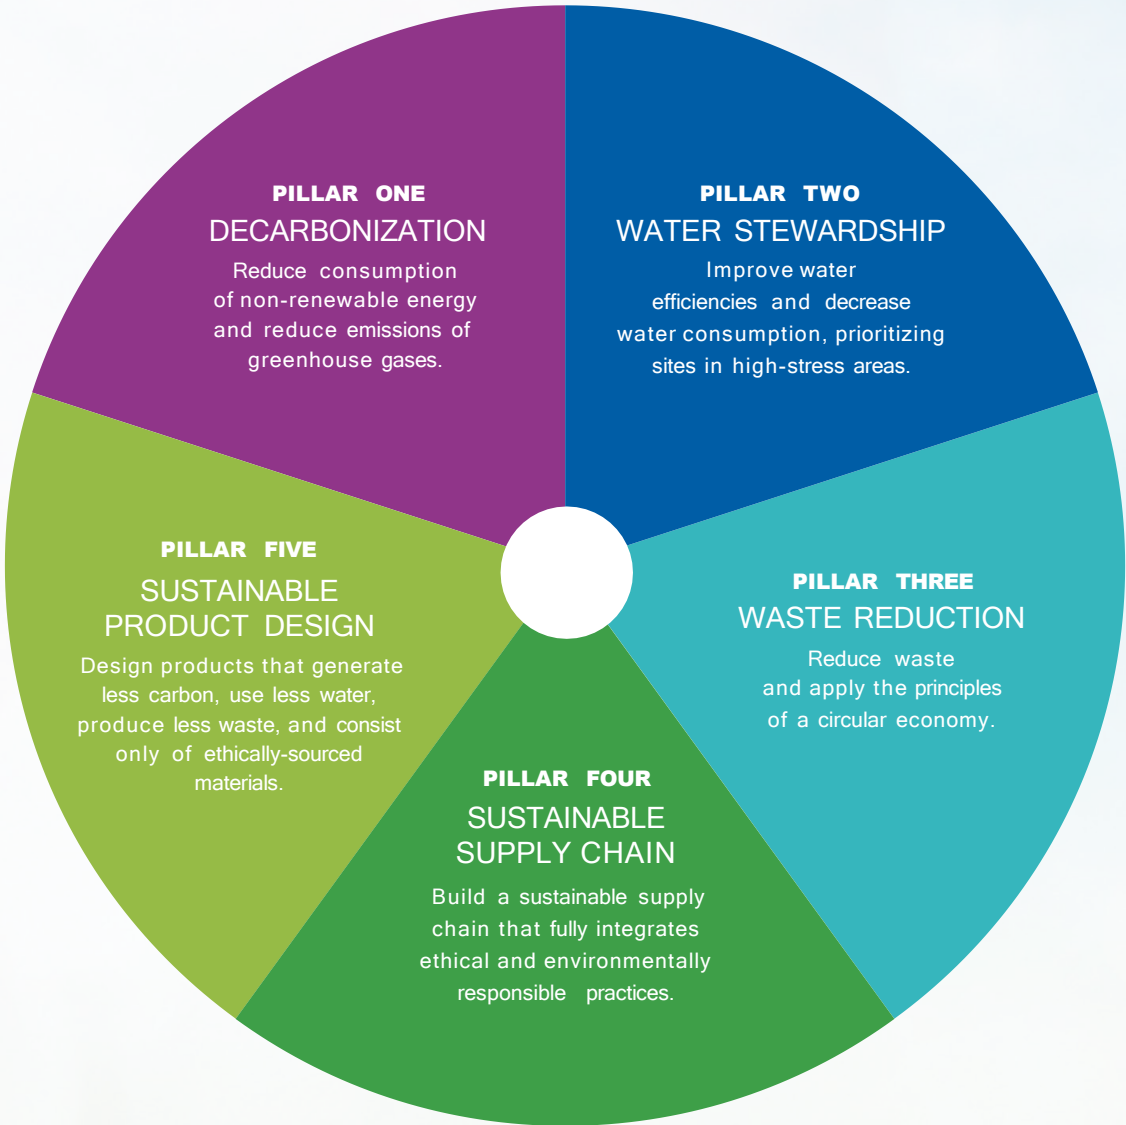 PILLAR ONE
DECARBONIZATION
Reduce consumption
of non-renewable energy
and reduce emissions of
greenhouse gases.
PILLAR TWO
WATER STEWARDSHIP
Improve water
efficiencies and decrease
water consumption, prioritizing
sites in high-stress areas.
PILLAR THREE
WASTE REDUCTION
Reduce waste
and apply the principles
of a circular economy.
PILLAR FOUR
SUSTAINABLE
SUPPLY CHAIN
Build a sustainable supply
chain that fully integrates
ethical and environmentally
responsible practices.
PILLAR FIVE
SUSTAINABLE
PRODUCT DESIGN
Design products that generate
less carbon, use less water,
produce less waste, and consist
only of ethically-sourced
materials.